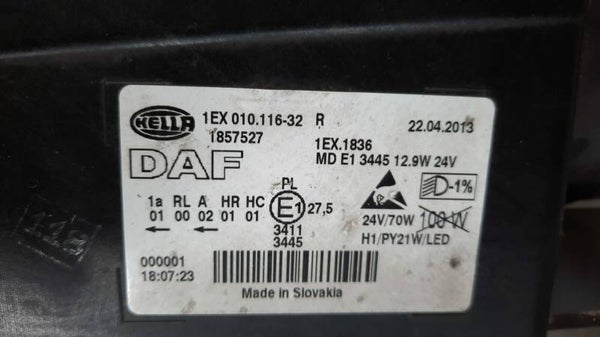 HELLA
1EX 010.116-32 R
22.04.2013
1857527
1EX.1836
DAF
MD E1 3445 12.9W 24V
PL
1a RL A HR HC
01 00 02 01 01
E1 27,5
-1%
24V/70W 100 W
3411
3445
H1/PY21W/LED
000001
18:07:23
Made in Slovakia